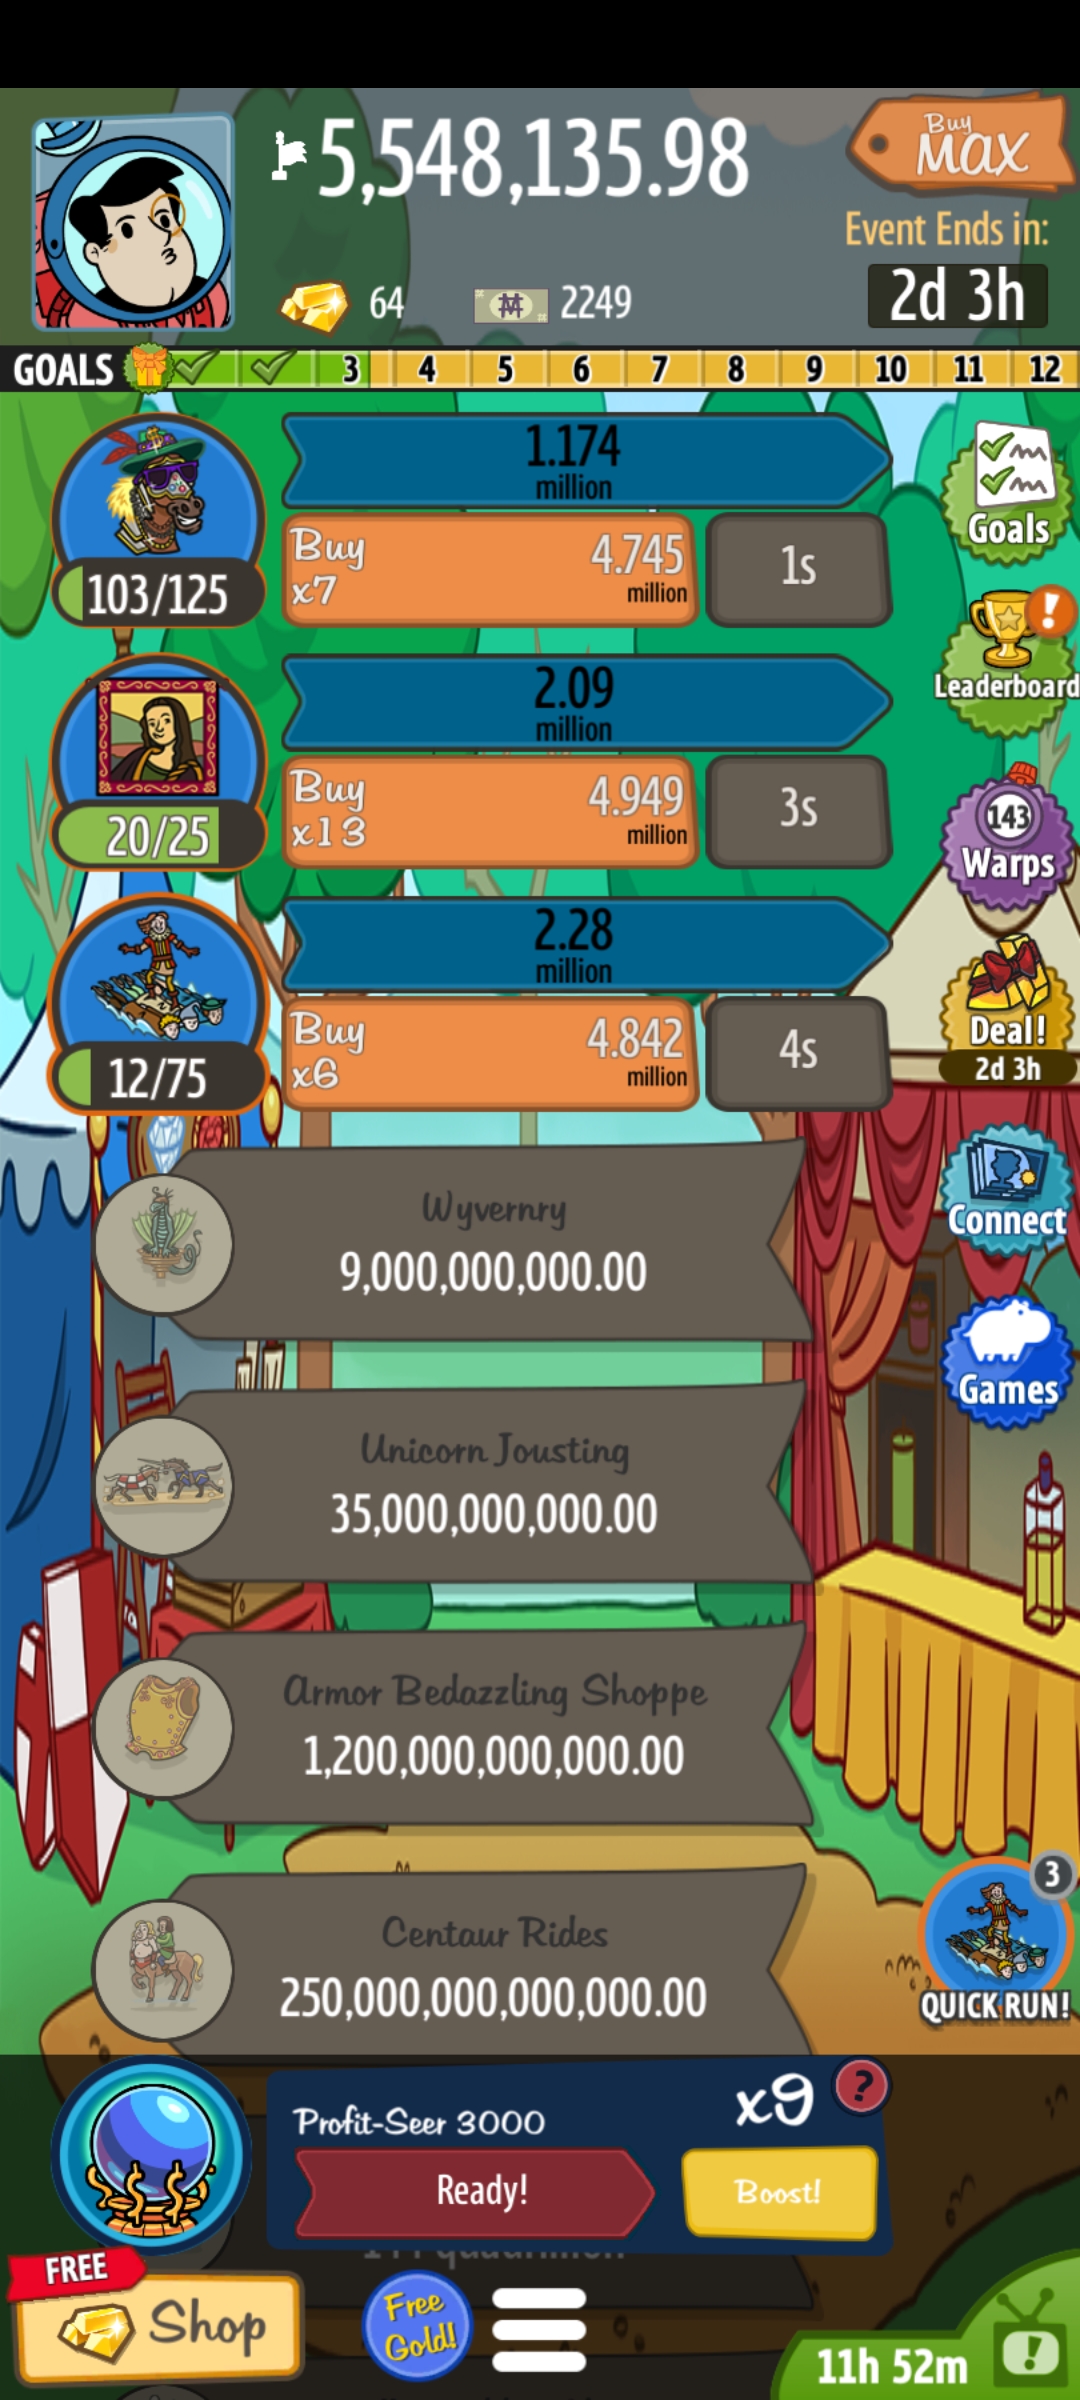 5,548,135.98
Buy
MAX
Event Ends in:
64
2249
2d 3h
GOALS 3 4 5 6 7 8 9 10 11 12
1.174
million
Buy
x7
4.745
million
1s
103/125
Goals
2.09
million
Leaderboard
Buy
x13
4.949
million
3s
20/25
143
Warps
2.28
million
Buy
x6
4.842
million
4s
12/75
Deal!
2d 3h
Wyvernry
9,000,000,000.00
Connect
Unicorn Jousting
35,000,000,000.00
Games
Armor Bedazzling Shoppe
1,200,000,000,000.00
Centaur Rides
250,000,000,000,000.00
3
QUICK RUN!
Profit-Seer 3000
x9
?
Ready!
Boost!
FREE
Shop
Free
Gold!
11h 52m